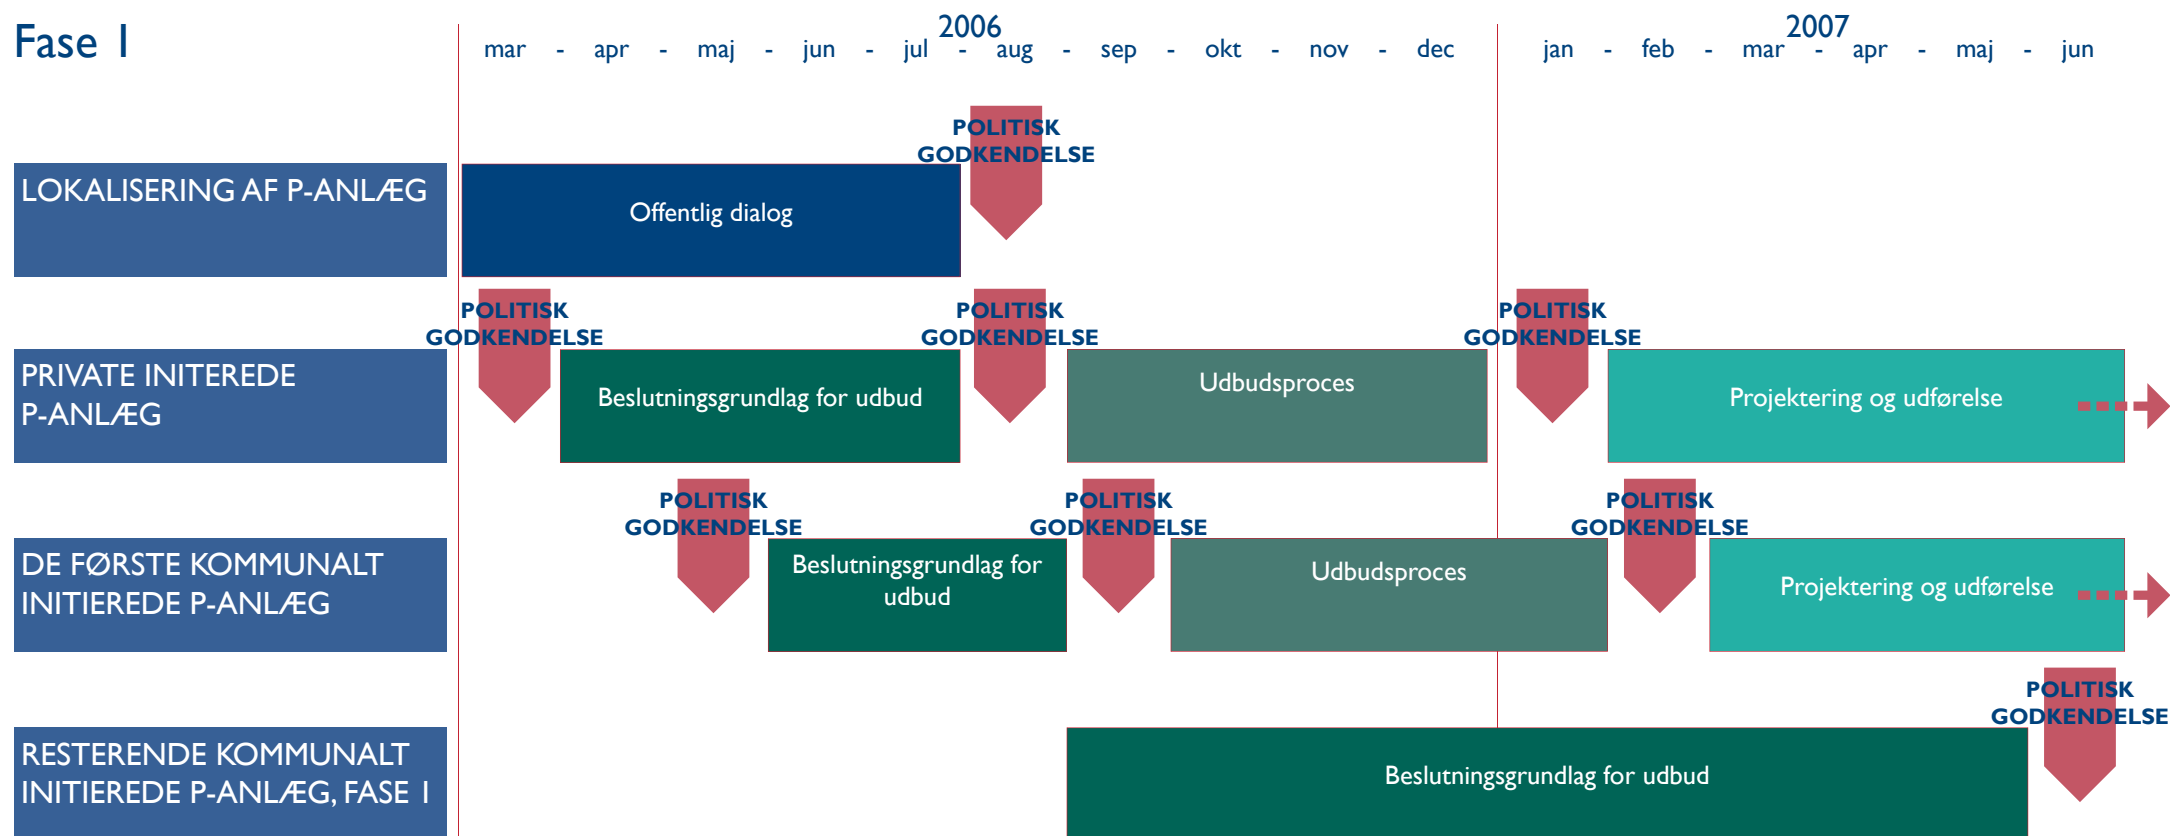 Fase 1
2006
2007
mar - apr - maj - jun - jul - aug - sep - okt - nov - dec
jan - feb - mar - apr - maj - jun
POLITISK
GODKENDELSE
LOKALISERING AF P-ANLÆG
Offentlig dialog
POLITISK
GODKENDELSE
POLITISK
GODKENDELSE
POLITISK
GODKENDELSE
PRIVATE INITEREDE
P-ANLÆG
Beslutningsgrundlag for udbud
Udbudsproces
Projektering og udførelse
POLITISK
GODKENDELSE
POLITISK
GODKENDELSE
POLITISK
GODKENDELSE
DE FØRSTE KOMMUNALT
INITIEREDE P-ANLÆG
Beslutningsgrundlag for
udbud
Udbudsproces
Projektering og udførelse
POLITISK
GODKENDELSE
RESTERENDE KOMMUNALT
INITIEREDE P-ANLÆG, FASE 1
Beslutningsgrundlag for udbud